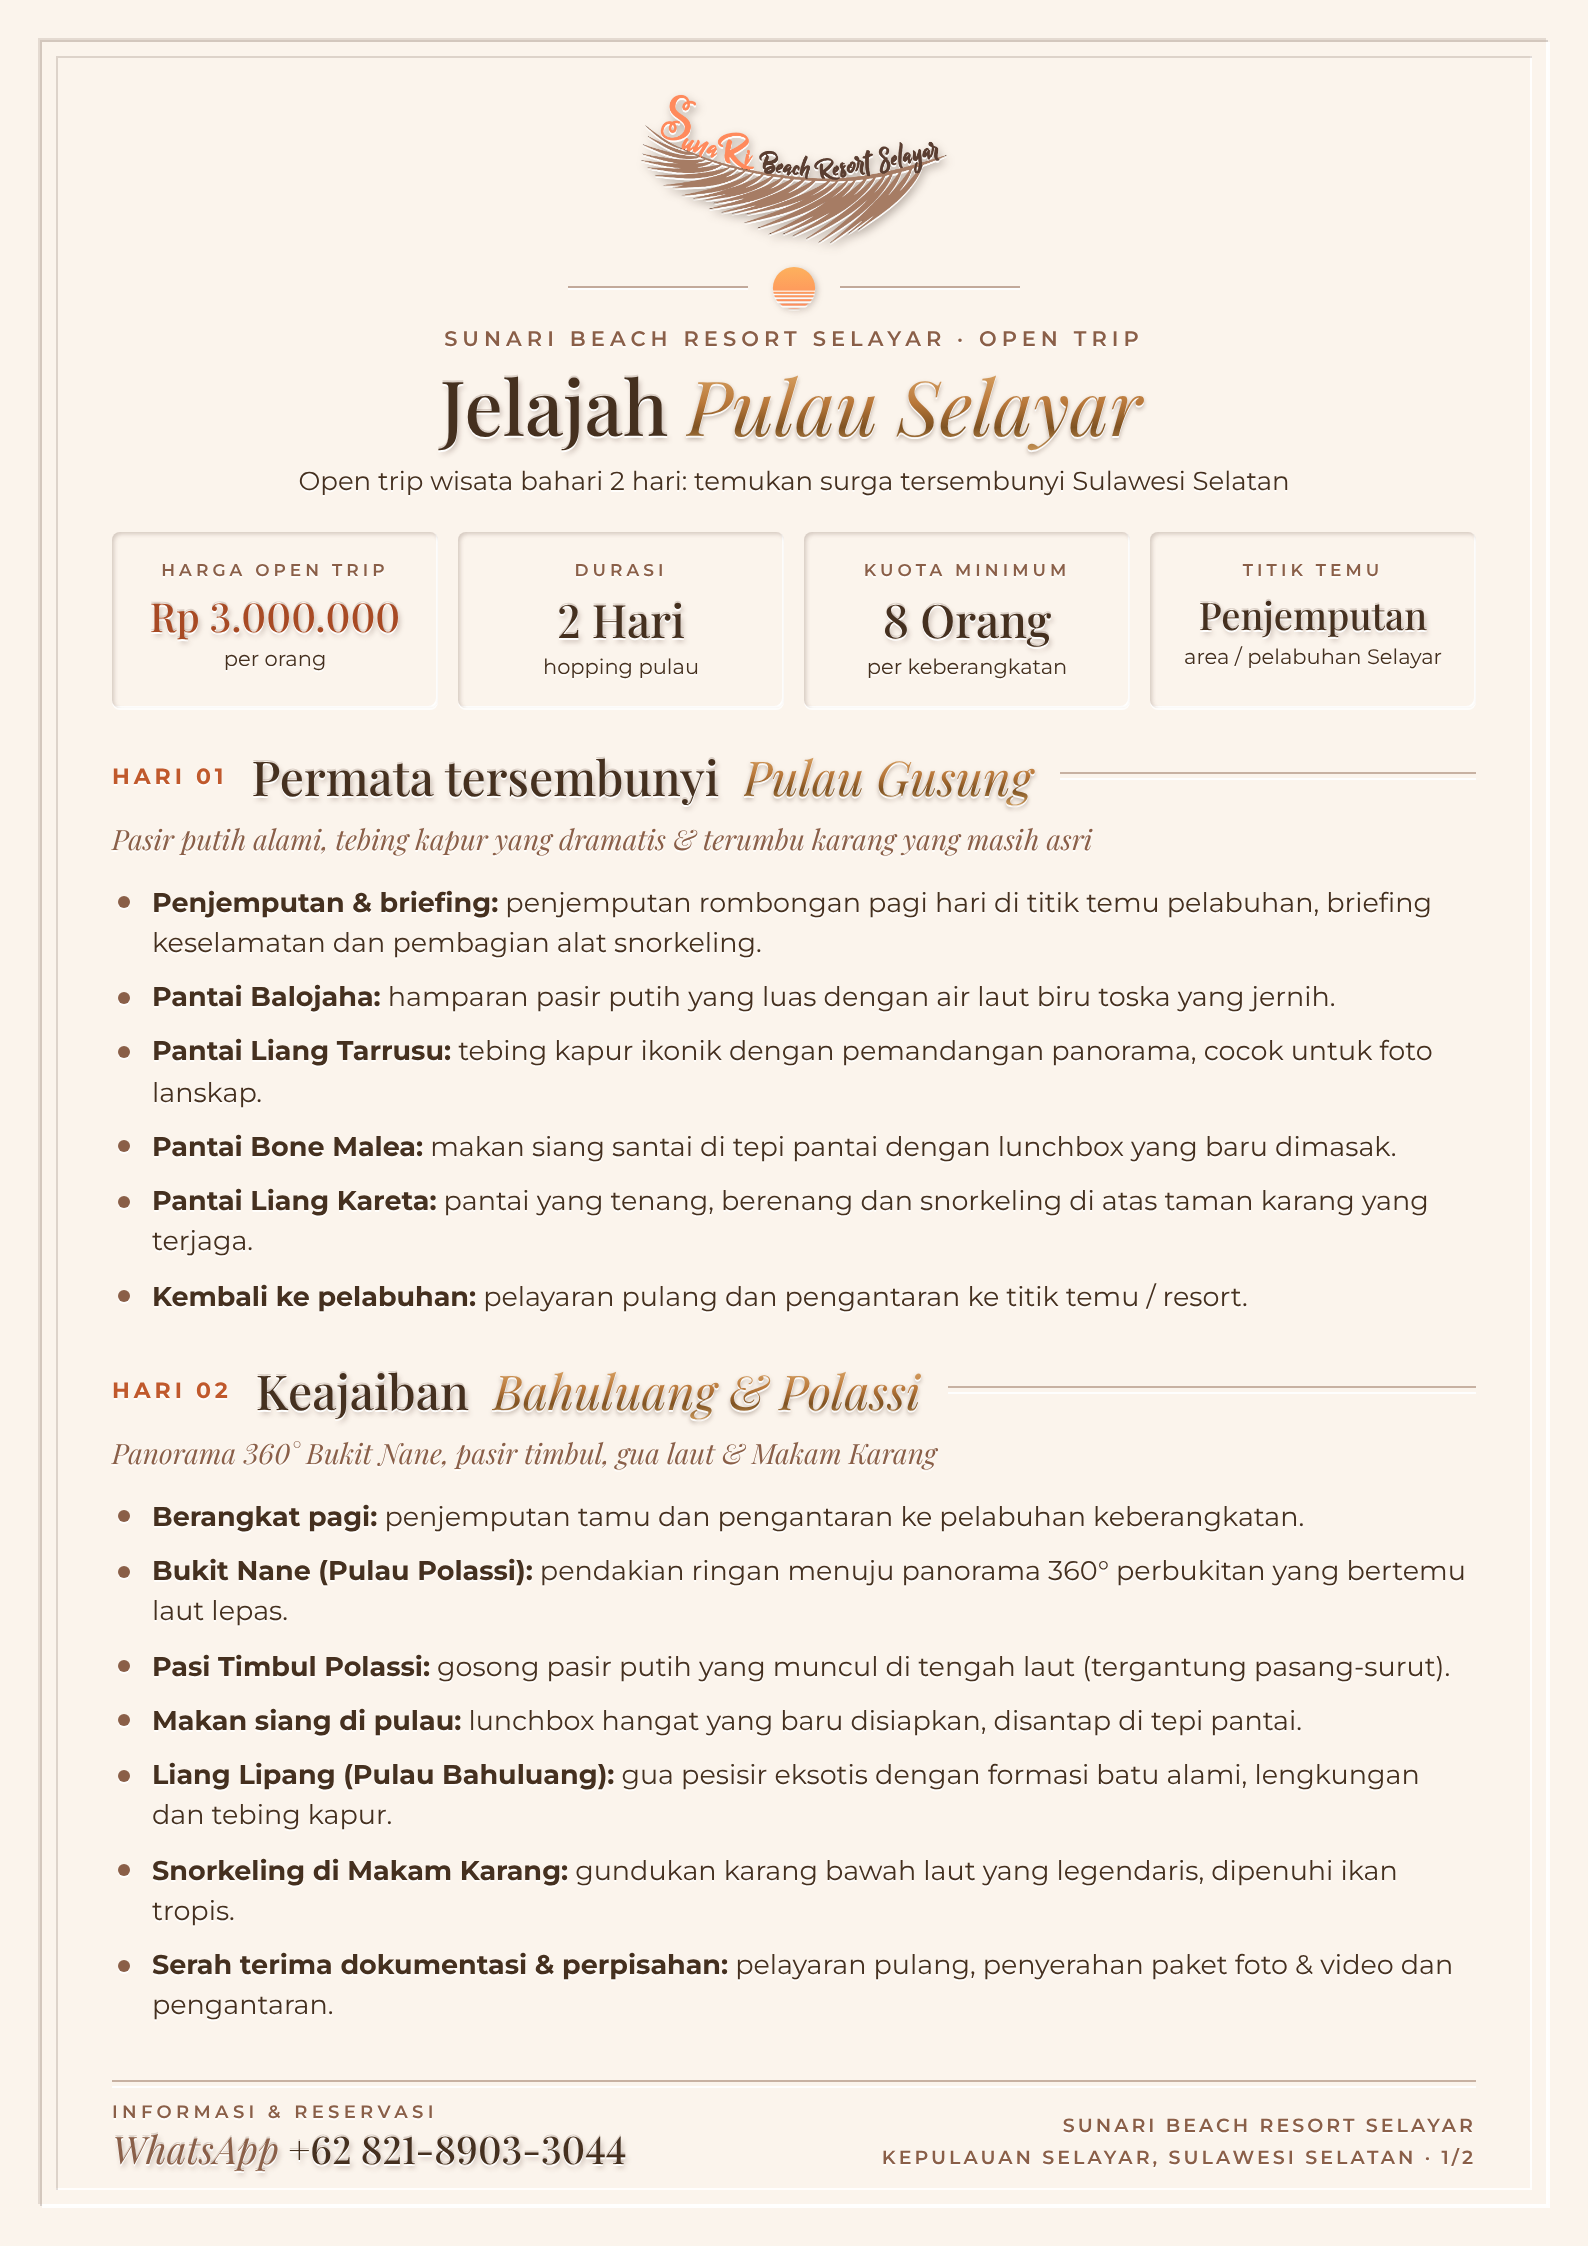 SunaRi Beach Resort Selayar
SUNARI BEACH RESORT SELAYAR · OPEN TRIP
Jelajah Pulau Selayar
Open trip wisata bahari 2 hari: temukan surga tersembunyi Sulawesi Selatan
HARGA OPEN TRIP
Rp 3.000.000
per orang
DURASI
2 Hari
hopping pulau
KUOTA MINIMUM
8 Orang
per keberangkatan
TITIK TEMU
Penjemputan
area / pelabuhan Selayar
HARI 01 Permata tersembunyi Pulau Gusung
Pasir putih alami, tebing kapur yang dramatis & terumbu karang yang masih asri
• Penjemputan & briefing: penjemputan rombongan pagi hari di titik temu pelabuhan, briefing
keselamatan dan pembagian alat snorkeling.
• Pantai Balojaha: hamparan pasir putih yang luas dengan air laut biru toska yang jernih.
• Pantai Liang Tarrusu: tebing kapur ikonik dengan pemandangan panorama, cocok untuk foto
lanskap.
• Pantai Bone Malea: makan siang santai di tepi pantai dengan lunchbox yang baru dimasak.
• Pantai Liang Kareta: pantai yang tenang, berenang dan snorkeling di atas taman karang yang
terjaga.
• Kembali ke pelabuhan: pelayaran pulang dan pengantaran ke titik temu / resort.
HARI 02 Keajaiban Bahuluang & Polassi
Panorama 360° Bukit Nane, pasir timbul, gua laut & Makam Karang
• Berangkat pagi: penjemputan tamu dan pengantaran ke pelabuhan keberangkatan.
• Bukit Nane (Pulau Polassi): pendakian ringan menuju panorama 360° perbukitan yang bertemu
laut lepas.
• Pasi Timbul Polassi: gosong pasir putih yang muncul di tengah laut (tergantung pasang-surut).
• Makan siang di pulau: lunchbox hangat yang baru disiapkan, disantap di tepi pantai.
• Liang Lipang (Pulau Bahuluang): gua pesisir eksotis dengan formasi batu alami, lengkungan
dan tebing kapur.
• Snorkeling di Makam Karang: gundukan karang bawah laut yang legendaris, dipenuhi ikan
tropis.
• Serah terima dokumentasi & perpisahan: pelayaran pulang, penyerahan paket foto & video dan
pengantaran.
INFORMASI & RESERVASI
WhatsApp +62 821-8903-3044
SUNARI BEACH RESORT SELAYAR
KEPULAUAN SELAYAR, SULAWESI SELATAN · 1/2